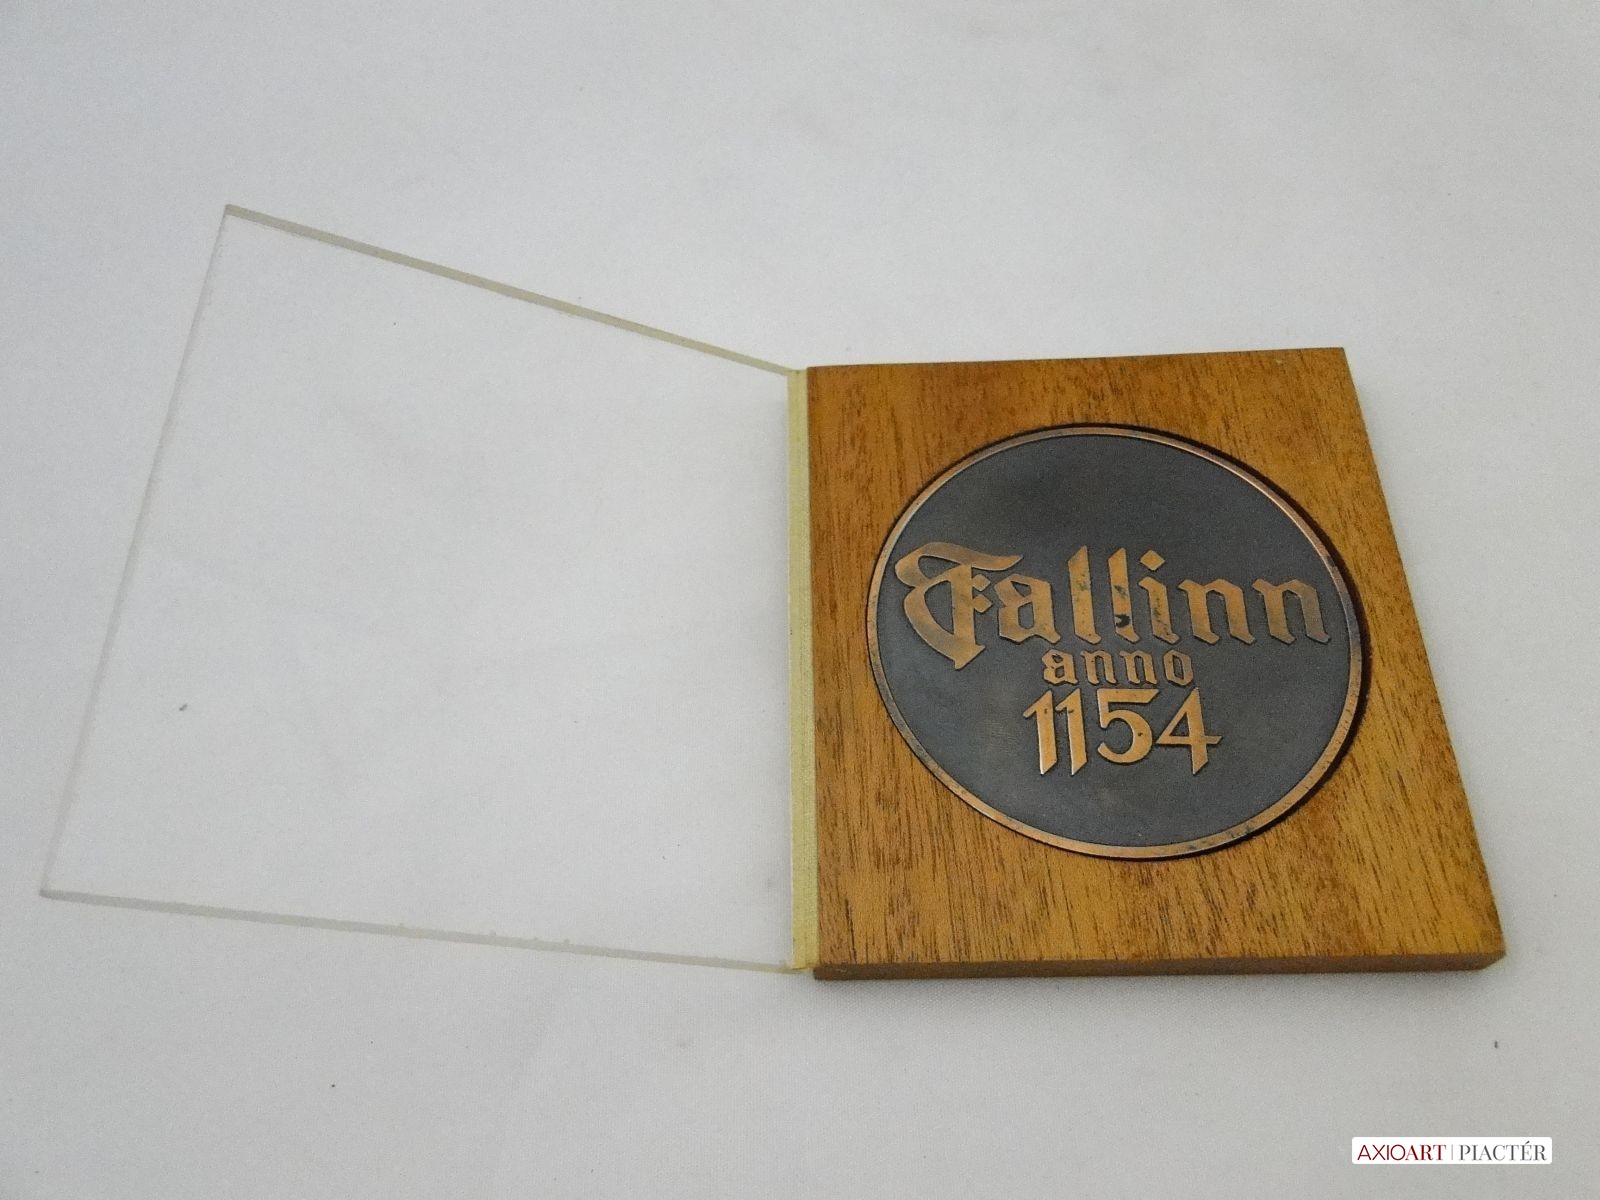 Tallinn
anno
1154
AXIOART | PIACTÉR